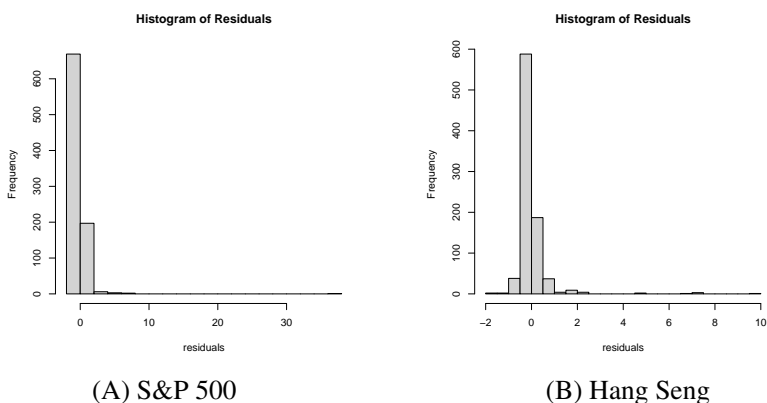 Histogram of Residuals
Frequency
0 100 200 300 400 500 600
0 10 20 30
residuals
(A) S&P 500
Histogram of Residuals
Frequency
0 100 200 300 400 500 600
−2 0 2 4 6 8 10
residuals
(B) Hang Seng